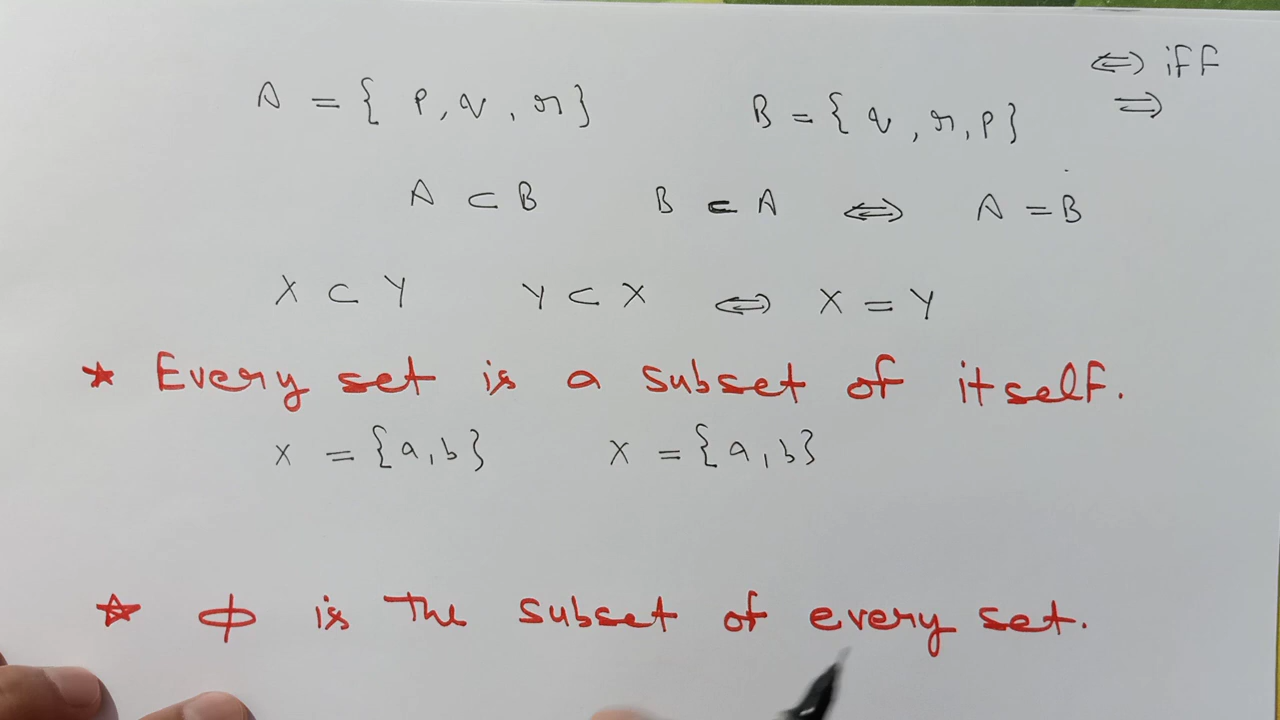 ⇔ iff
A = { p, q, r }
B = { q, r, p }
⇒
A ⊂ B B ⊂ A ⇔ A = B
X ⊂ Y Y ⊂ X ⇔ X = Y
★ Every set is a subset of itself.
X = {a, b} X = {a, b}
☆ ϕ is the subset of every set.